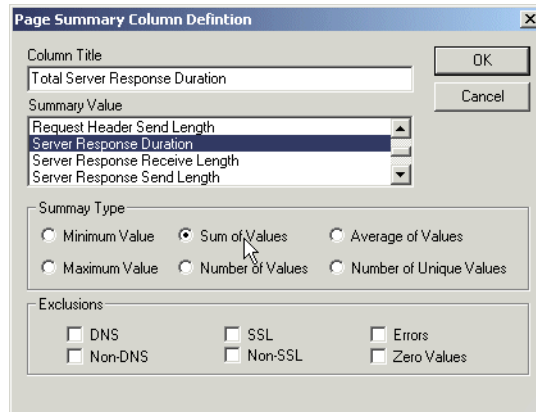 Page Summary Column Defintion
Column Title
OK
Total Server Response Duration
Cancel
Summary Value
Request Header Send Length
Server Response Duration
Server Response Receive Length
Server Response Send Length
Summay Type
Minimum Value Sum of Values Average of Values
Maximum Value Number of Values Number of Unique Values
Exclusions
DNS SSL Errors
Non-DNS Non-SSL Zero Values